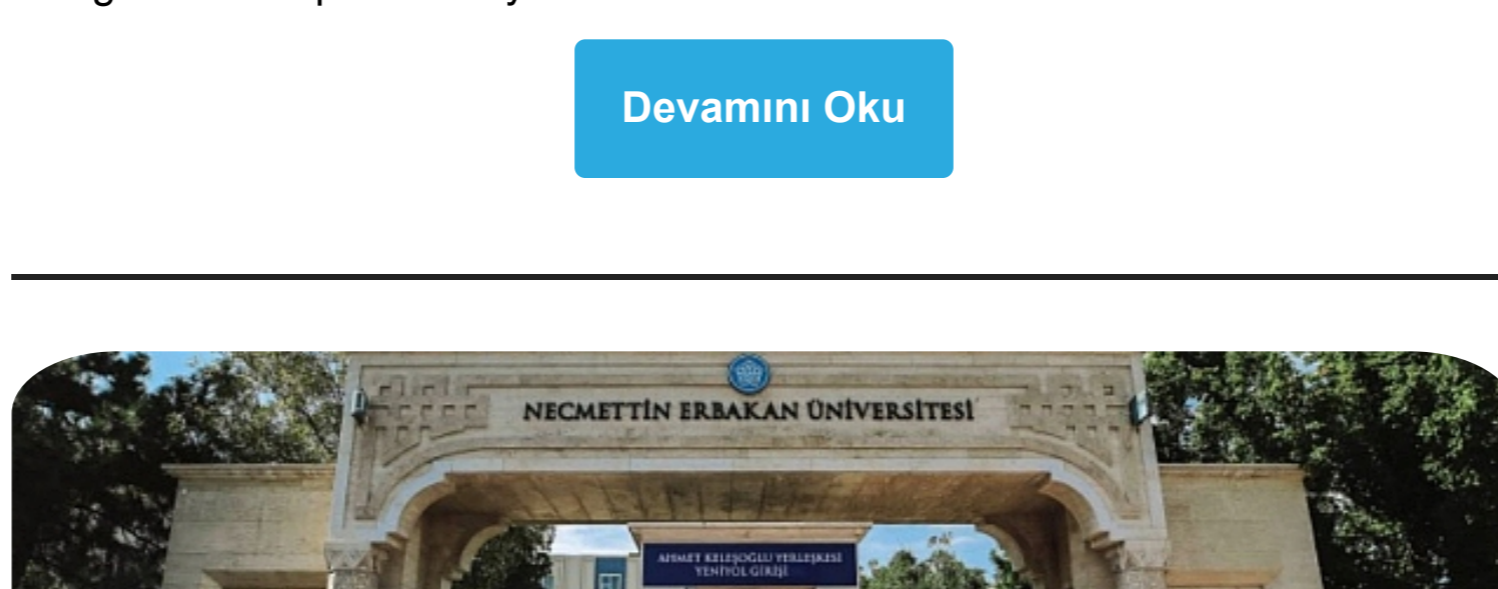 Devamını Oku
NECMETTİN ERBAKAN ÜNİVERSİTESİ
AHMET KELEŞOĞLU YERLEŞKESİ
YENİYOL GİRİŞİ